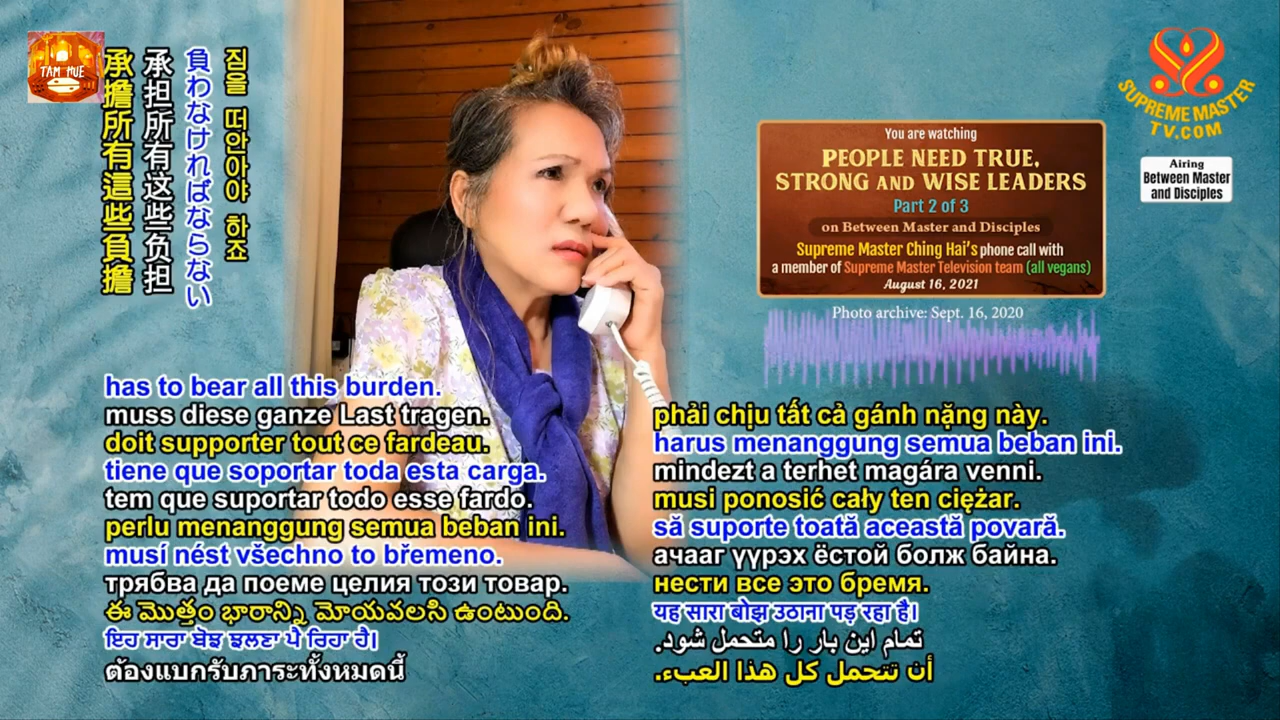 TAM HUE
承擔所有這些負擔
承担所有这些负担
負わなければならない
짐을 떠안아야 하죠
SUPREME MASTER
TV.COM
Airing
Between Master
and Disciples
You are watching
PEOPLE NEED TRUE,
STRONG AND WISE LEADERS
Part 2 of 3
on Between Master and Disciples
Supreme Master Ching Hai's phone call with
a member of Supreme Master Television team (all vegans)
August 16, 2021
Photo archive: Sept. 16, 2020
has to bear all this burden.
muss diese ganze Last tragen.
doit supporter tout ce fardeau.
tiene que soportar toda esta carga.
tem que suportar todo esse fardo.
perlu menanggung semua beban ini.
musí nést všechno to břemeno.
трябва да поеме целия този товар.
ఈ మొత్తం భారాన్ని మోయవలసి ఉంటుంది.
ਇਹ ਸਾਰਾ ਬੋਝ ਝਲਣਾ ਪੈ ਰਿਹਾ ਹੈ।
ต้องแบกรับภาระทั้งหมดนี้
phải chịu tất cả gánh nặng này.
harus menanggung semua beban ini.
mindezt a terhet magára venni.
musi ponosić cały ten ciężar.
să suporte toată această povară.
ачааг үүрэх ёстой болж байна.
нести все это бремя.
यह सारा बोझ उठाना पड़ रहा है।
تمام این بار را متحمل شود.
أن تتحمل كل هذا العبء.